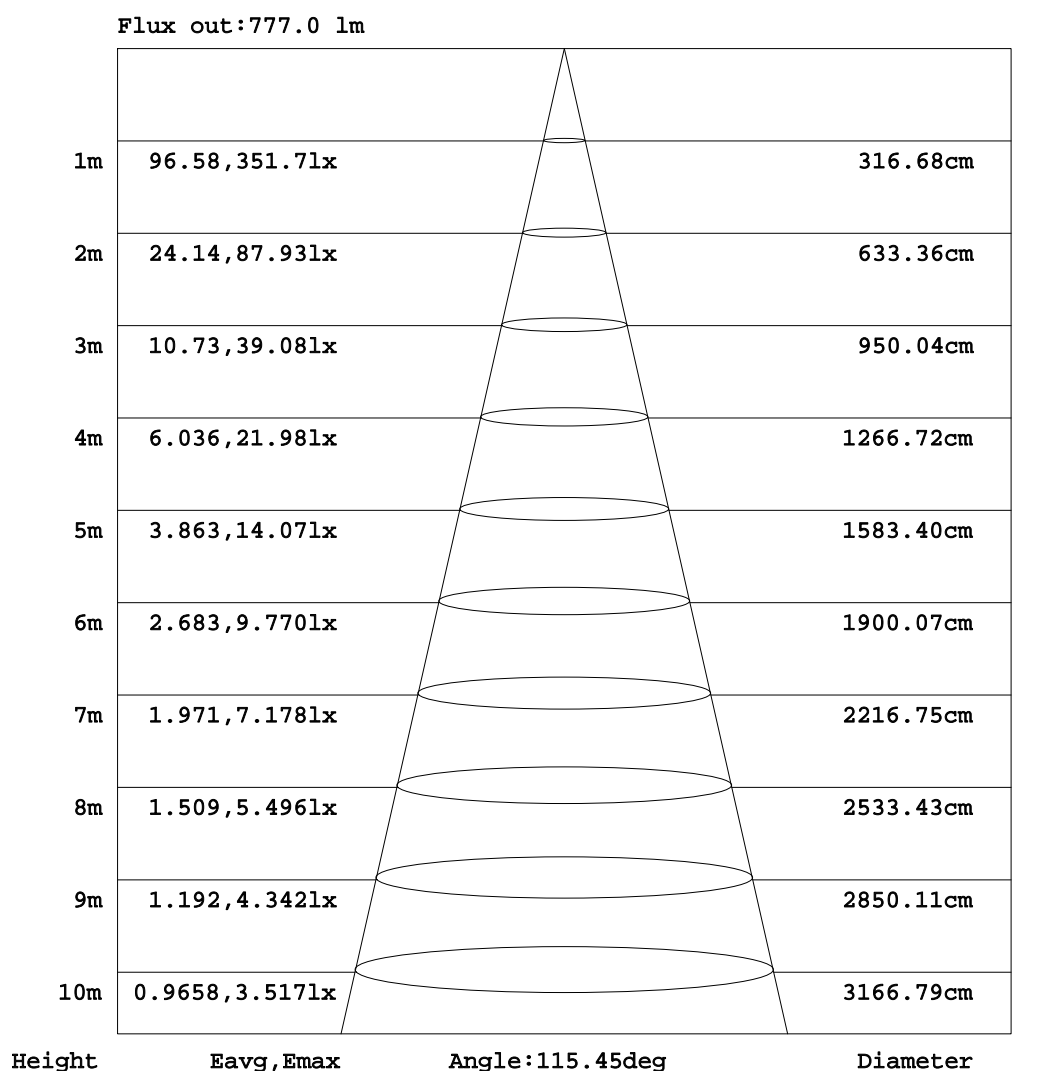 Flux out:777.0 lm
1m 96.58,351.7lx 316.68cm
2m 24.14,87.93lx 633.36cm
3m 10.73,39.08lx 950.04cm
4m 6.036,21.98lx 1266.72cm
5m 3.863,14.07lx 1583.40cm
6m 2.683,9.770lx 1900.07cm
7m 1.971,7.178lx 2216.75cm
8m 1.509,5.496lx 2533.43cm
9m 1.192,4.342lx 2850.11cm
10m 0.9658,3.517lx 3166.79cm
Height Eavg,Emax Angle:115.45deg Diameter